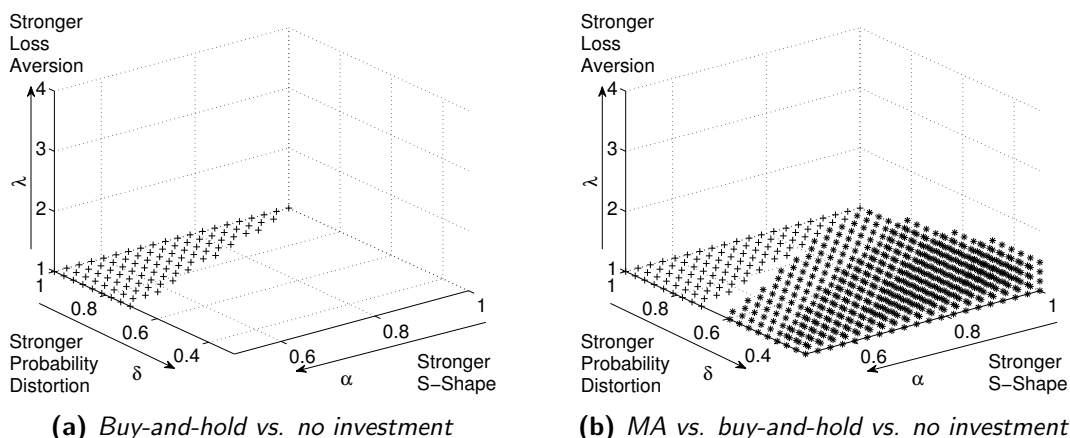 Stronger
Loss
Aversion
4
3
2
1
λ
1
0.8
0.6
0.4
δ
Stronger
Probability
Distortion
0.6
0.8
1
α
Stronger
S−Shape
(a) Buy-and-hold vs. no investment
Stronger
Loss
Aversion
4
3
2
1
λ
1
0.8
0.6
0.4
δ
Stronger
Probability
Distortion
0.6
0.8
1
α
Stronger
S−Shape
(b) MA vs. buy-and-hold vs. no investment